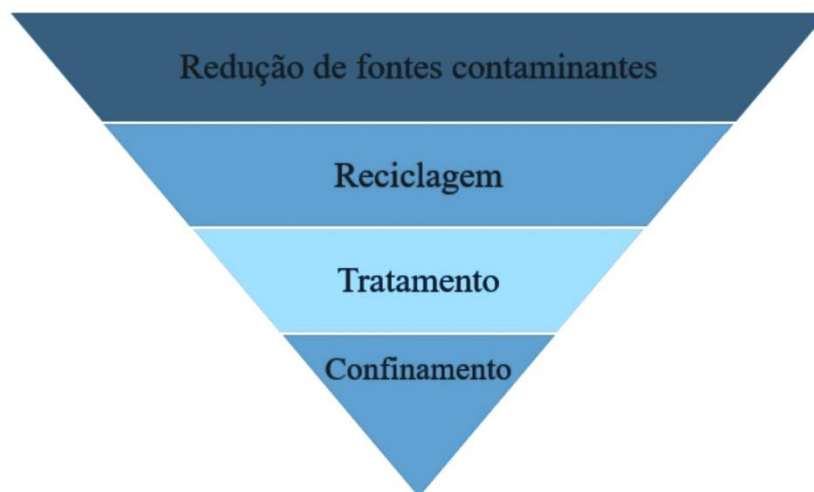 Redução de fontes contaminantes
Reciclagem
Tratamento
Confinamento